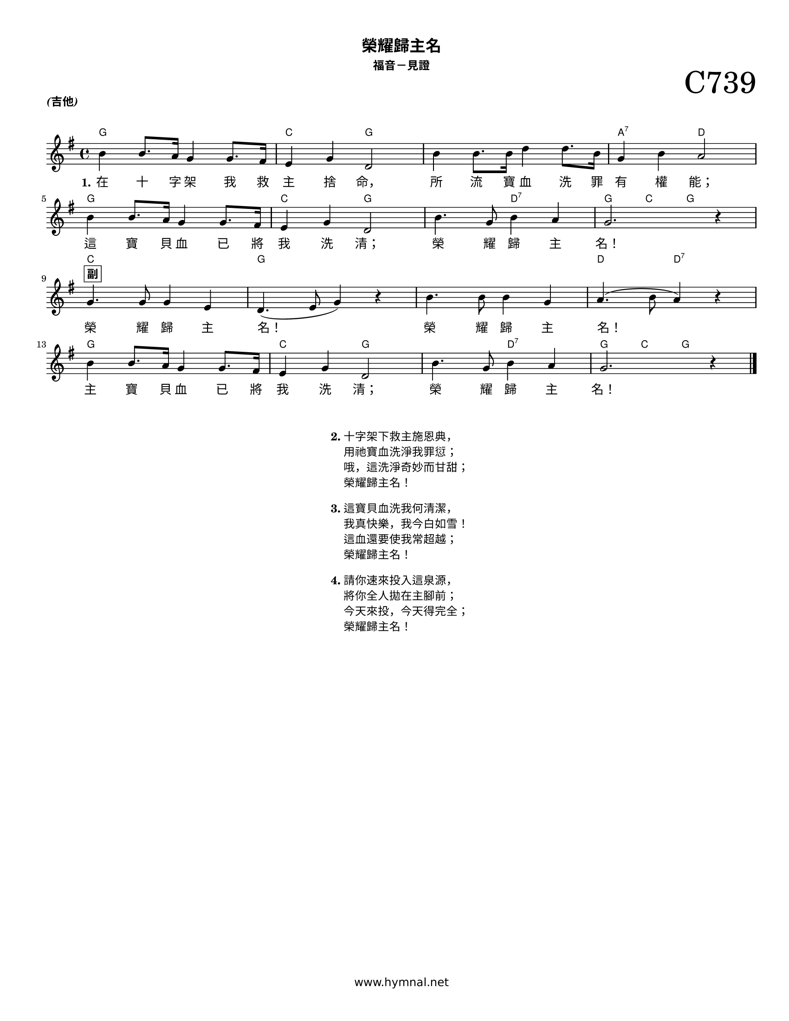 榮耀歸主名
福音－見證
C739
(吉他)
G C G A7 D
1. 在 十 字架 我 救 主 捨 命， 所 流 寶血 洗 罪 有 權 能；
5
G C G D7 G C G
這 寶 貝血 已 將 我 洗 清； 榮 耀 歸 主 名！
C G D D7
9
副
榮 耀 歸 主 名！ 榮 耀 歸 主 名！
13
G C G D7 G C G
主 寶 貝血 已 將 我 洗 清； 榮 耀 歸 主 名！
2. 十字架下救主施恩典，
用祂寶血洗淨我罪愆；
哦，這洗淨奇妙而甘甜；
榮耀歸主名！
3. 這寶貝血洗我何清潔，
我真快樂，我今白如雪！
這血還要使我常超越；
榮耀歸主名！
4. 請你速來投入這泉源，
將你全人拋在主腳前；
今天來投，今天得完全；
榮耀歸主名！
www.hymnal.net